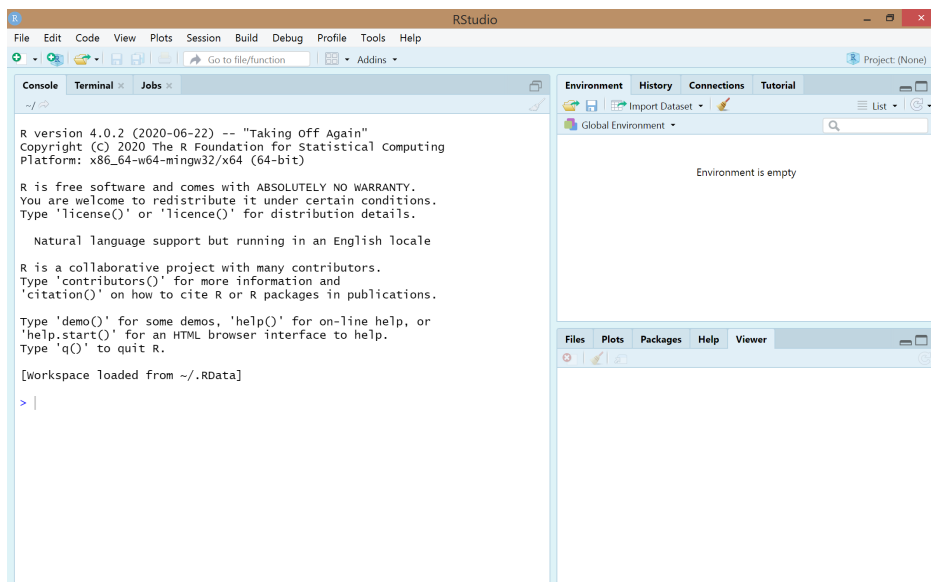 RStudio
File Edit Code View Plots Session Build Debug Profile Tools Help
Go to file/function Addins Project: (None)
Console Terminal Jobs
~/
R version 4.0.2 (2020-06-22) -- "Taking Off Again"
Copyright (C) 2020 The R Foundation for Statistical Computing
Platform: x86_64-w64-mingw32/x64 (64-bit)
R is free software and comes with ABSOLUTELY NO WARRANTY.
You are welcome to redistribute it under certain conditions.
Type 'license()' or 'licence()' for distribution details.
Natural language support but running in an English locale
R is a collaborative project with many contributors.
Type 'contributors()' for more information and
'citation()' on how to cite R or R packages in publications.
Type 'demo()' for some demos, 'help()' for on-line help, or
'help.start()' for an HTML browser interface to help.
Type 'q()' to quit R.
[Workspace loaded from ~/.RData]
>
Environment History Connections Tutorial
Import Dataset List
Global Environment
Environment is empty
Files Plots Packages Help Viewer